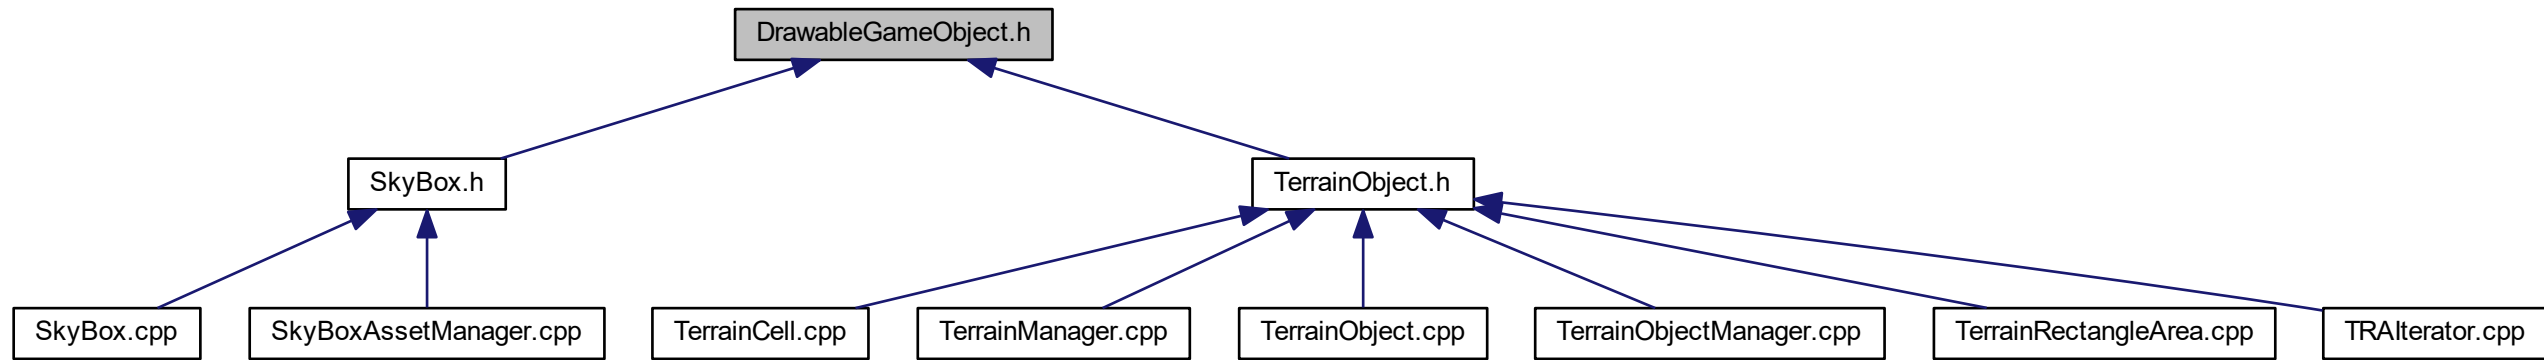 DrawableGameObject.h
SkyBox.h
TerrainObject.h
SkyBox.cpp
SkyBoxAssetManager.cpp
TerrainCell.cpp
TerrainManager.cpp
TerrainObject.cpp
TerrainObjectManager.cpp
TerrainRectangleArea.cpp
TRAIterator.cpp